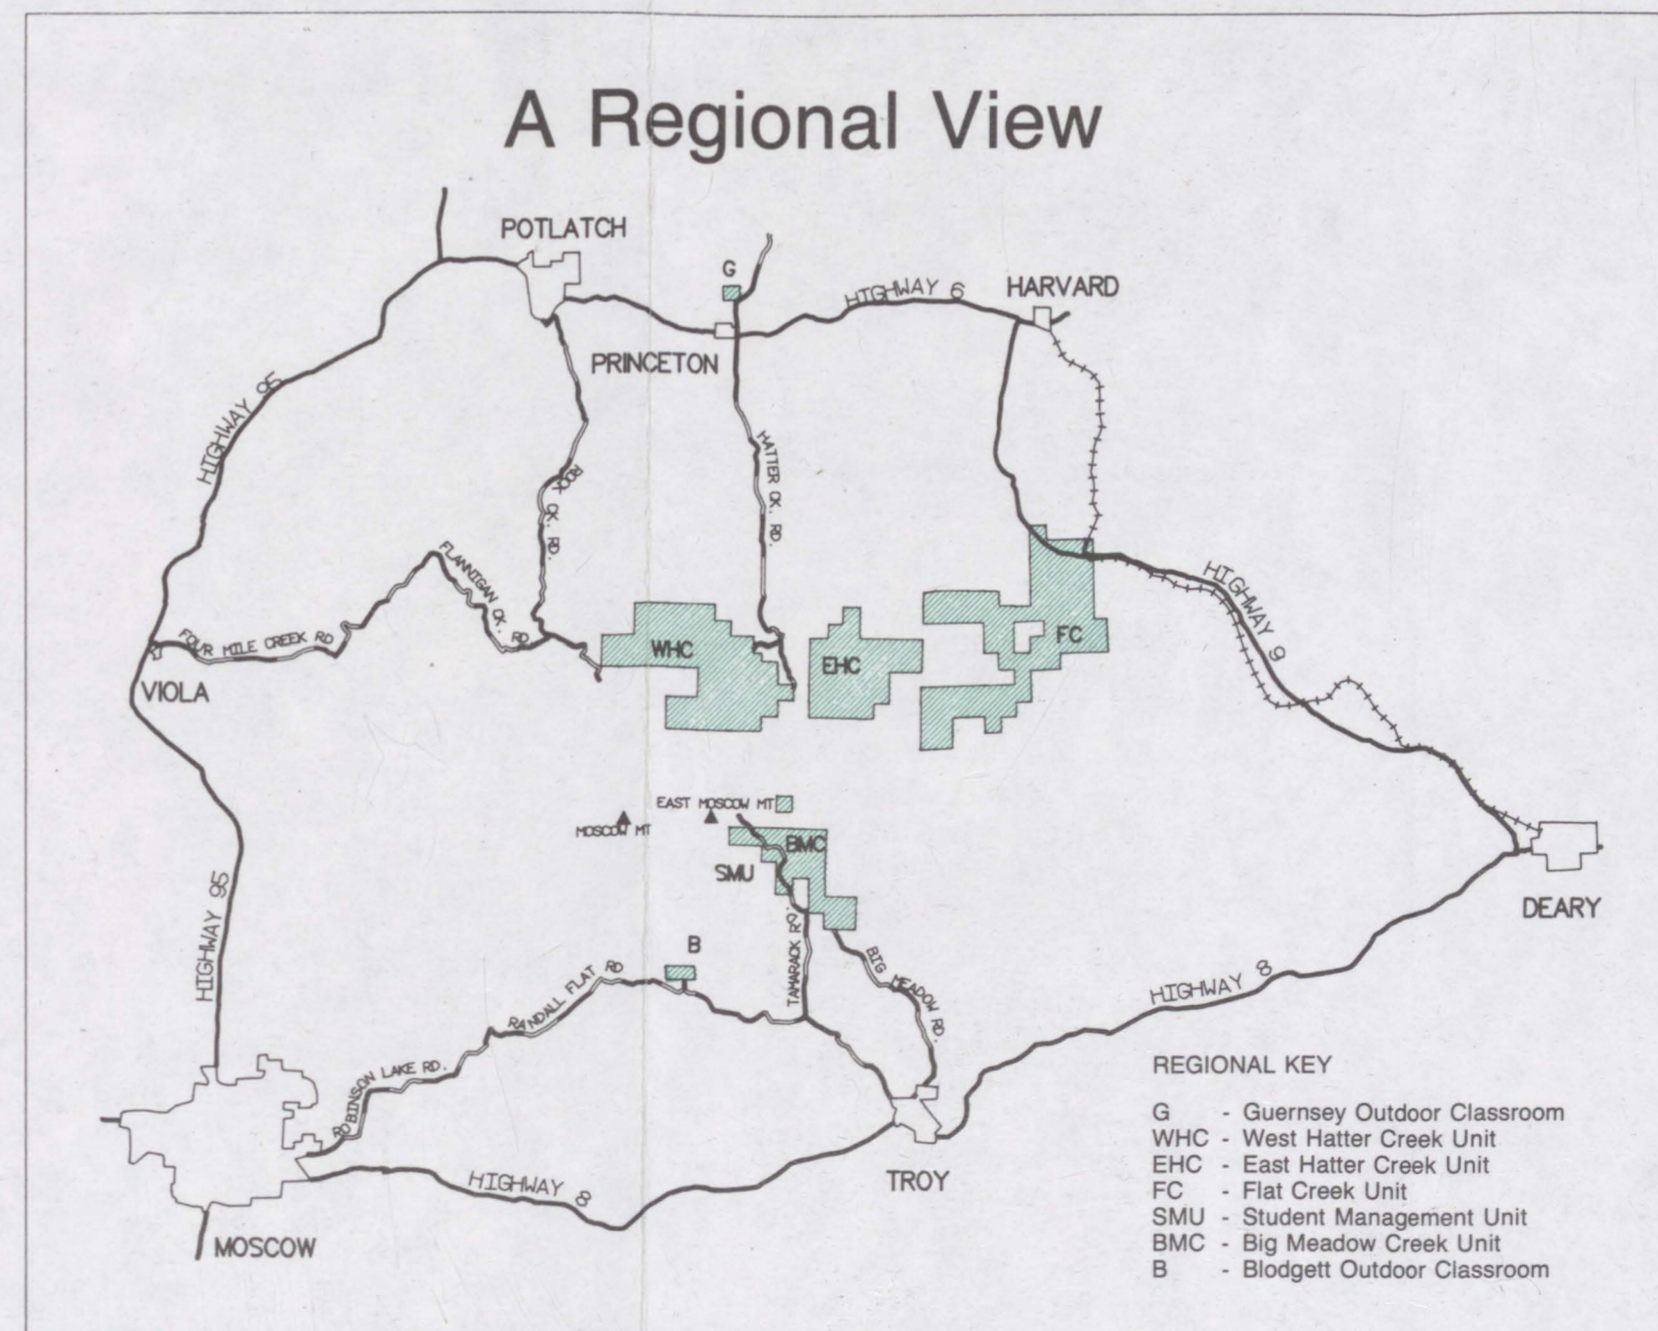 A Regional View
POTLATCH
G
HIGHWAY 6
HARVARD
PRINCETON
HIGHWAY 95
HATTER CK. RD.
ROCK CK. RD.
FLANNIGAN CK. RD
FOUR MILE CREEK RD
HIGHWAY 9
WHC
EHC
FC
VIOLA
EAST MOSCOW MT
MOSCOW MT
BMC
SMU
HIGHWAY 95
DEARY
B
TAMARACK RD.
BIG MEADOW RD.
RANDALL FLAT RD
HIGHWAY 8
ROBINSON LAKE RD.
HIGHWAY 8
TROY
MOSCOW
REGIONAL KEY
G - Guernsey Outdoor Classroom
WHC - West Hatter Creek Unit
EHC - East Hatter Creek Unit
FC - Flat Creek Unit
SMU - Student Management Unit
BMC - Big Meadow Creek Unit
B - Blodgett Outdoor Classroom